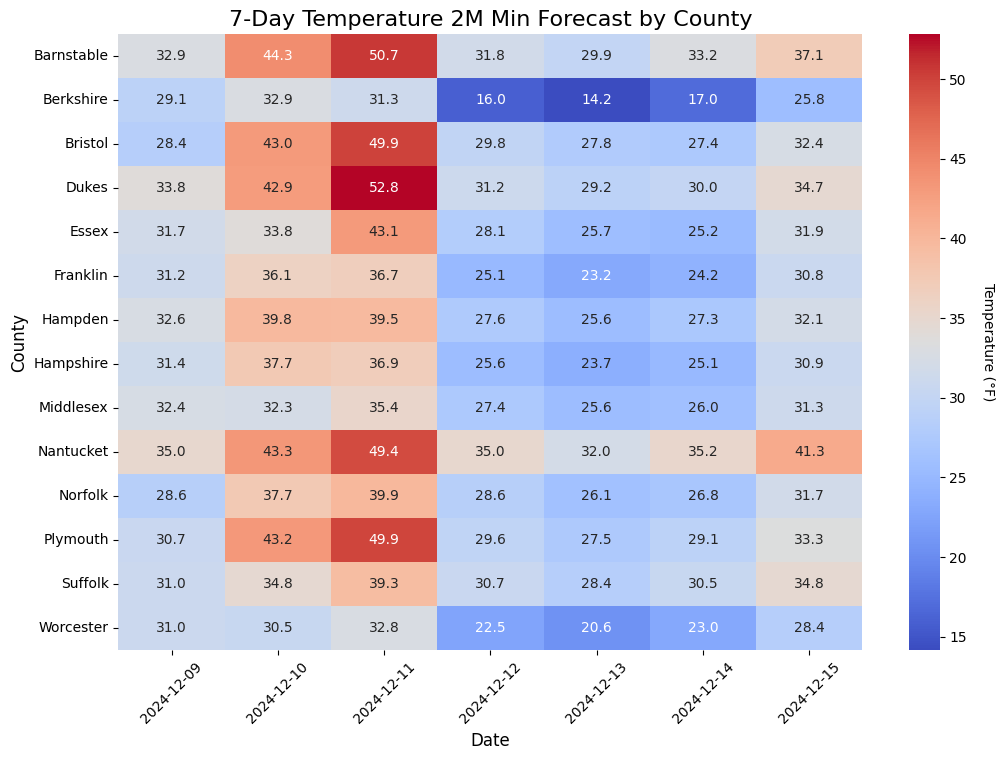 7-Day Temperature 2M Min Forecast by County
County
Barnstable 32.9 44.3 50.7 31.8 29.9 33.2 37.1
Berkshire 29.1 32.9 31.3 16.0 14.2 17.0 25.8
Bristol 28.4 43.0 49.9 29.8 27.8 27.4 32.4
Dukes 33.8 42.9 52.8 31.2 29.2 30.0 34.7
Essex 31.7 33.8 43.1 28.1 25.7 25.2 31.9
Franklin 31.2 36.1 36.7 25.1 23.2 24.2 30.8
Hampden 32.6 39.8 39.5 27.6 25.6 27.3 32.1
Hampshire 31.4 37.7 36.9 25.6 23.7 25.1 30.9
Middlesex 32.4 32.3 35.4 27.4 25.6 26.0 31.3
Nantucket 35.0 43.3 49.4 35.0 32.0 35.2 41.3
Norfolk 28.6 37.7 39.9 28.6 26.1 26.8 31.7
Plymouth 30.7 43.2 49.9 29.6 27.5 29.1 33.3
Suffolk 31.0 34.8 39.3 30.7 28.4 30.5 34.8
Worcester 31.0 30.5 32.8 22.5 20.6 23.0 28.4
2024-12-09 2024-12-10 2024-12-11 2024-12-12 2024-12-13 2024-12-14 2024-12-15
Date
50
45
40
35
30
25
20
15
Temperature (°F)